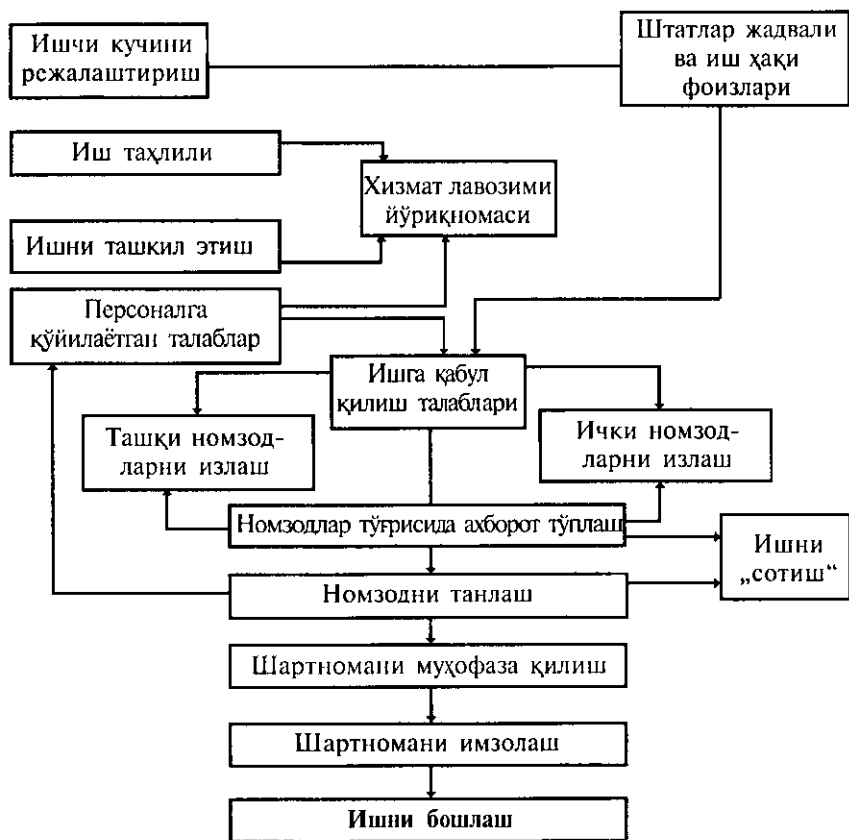 Ишчи кучини
режалаштириш
Штатлар жадвали
ва иш ҳақи
фоизлари
Иш таҳлили
Хизмат лавозими
йўриқномаси
Ишни ташкил этиш
Персоналга
қўйилаётган талаблар
Ишга қабул
қилиш талаблари
Ташқи номзод-
ларни излаш
Ички номзод-
ларни излаш
Номзодлар тўғрисида ахборот тўплаш
Ишни
„сотиш“
Номзодни танлаш
Шартномани муҳофаза қилиш
Шартномани имзолаш
Ишни бошлаш